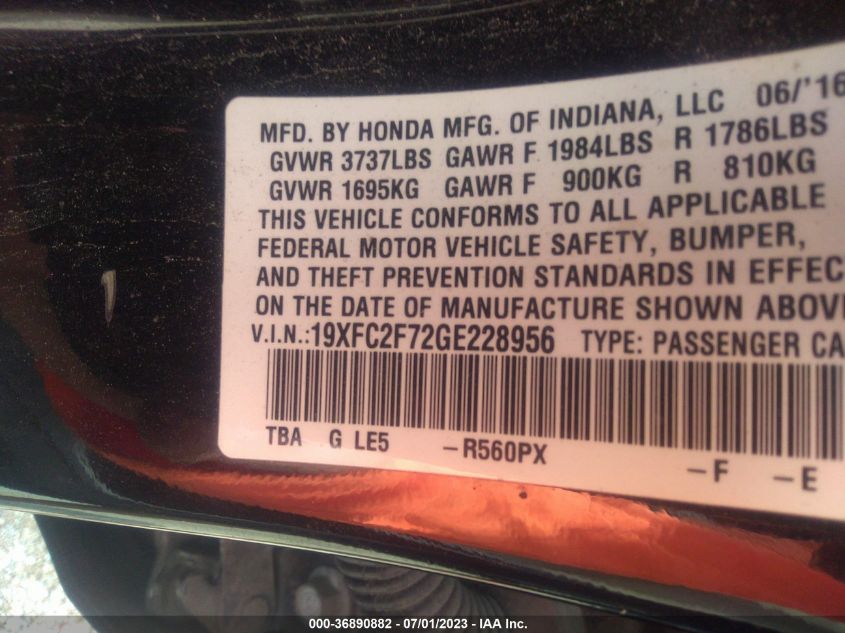 MFD. BY HONDA MFG. OF INDIANA, LLC 06/'16
GVWR 3737LBS GAWR F 1984LBS R 1786LBS
GVWR 1695KG GAWR F 900KG R 810KG
THIS VEHICLE CONFORMS TO ALL APPLICABLE
FEDERAL MOTOR VEHICLE SAFETY, BUMPER,
AND THEFT PREVENTION STANDARDS IN EFFEC
ON THE DATE OF MANUFACTURE SHOWN ABOV
V.I.N.:19XFC2F72GE228956 TYPE: PASSENGER CA
TBA G LE5 -R560PX -F -E
000-36890882 - 07/01/2023 - IAA Inc.